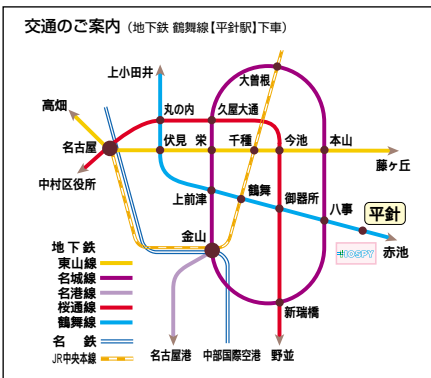 交通のご案内 (地下鉄 鶴舞線【平針駅】下車)
上小田井
大曽根
高畑
丸の内
久屋大通
名古屋
伏見
栄
千種
今池
本山
藤ヶ丘
中村区役所
上前津
鶴舞
御器所
八事
平針
金山
HOSPY
赤池
地下鉄
東山線
名城線
名港線
桜通線
鶴舞線
名鉄
JR中央本線
新瑞橋
名古屋港
中部国際空港
野並